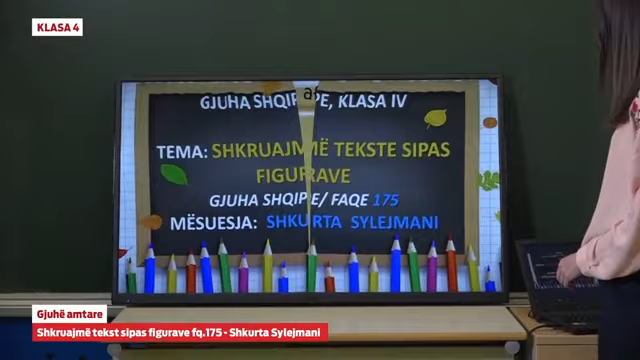 KLASA 4
GJUHA SHQIPE, KLASA IV
TEMA: SHKRUAJMË TEKSTE SIPAS
FIGURAVE
GJUHA SHQIPE/ FAQE 175
MËSUESJA: SHKURTA SYLEJMANI
Gjuhë amtare
Shkruajmë tekst sipas figurave fq.175 - Shkurta Sylejmani